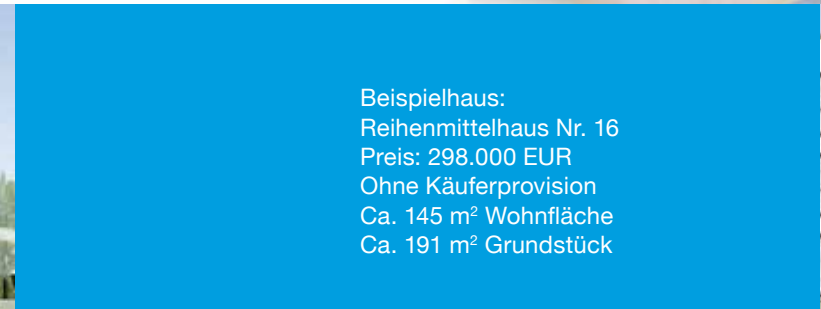 Beispielhaus:
Reihenmittelhaus Nr. 16
Preis: 298.000 EUR
Ohne Käuferprovision
Ca. 145 m² Wohnfläche
Ca. 191 m² Grundstück